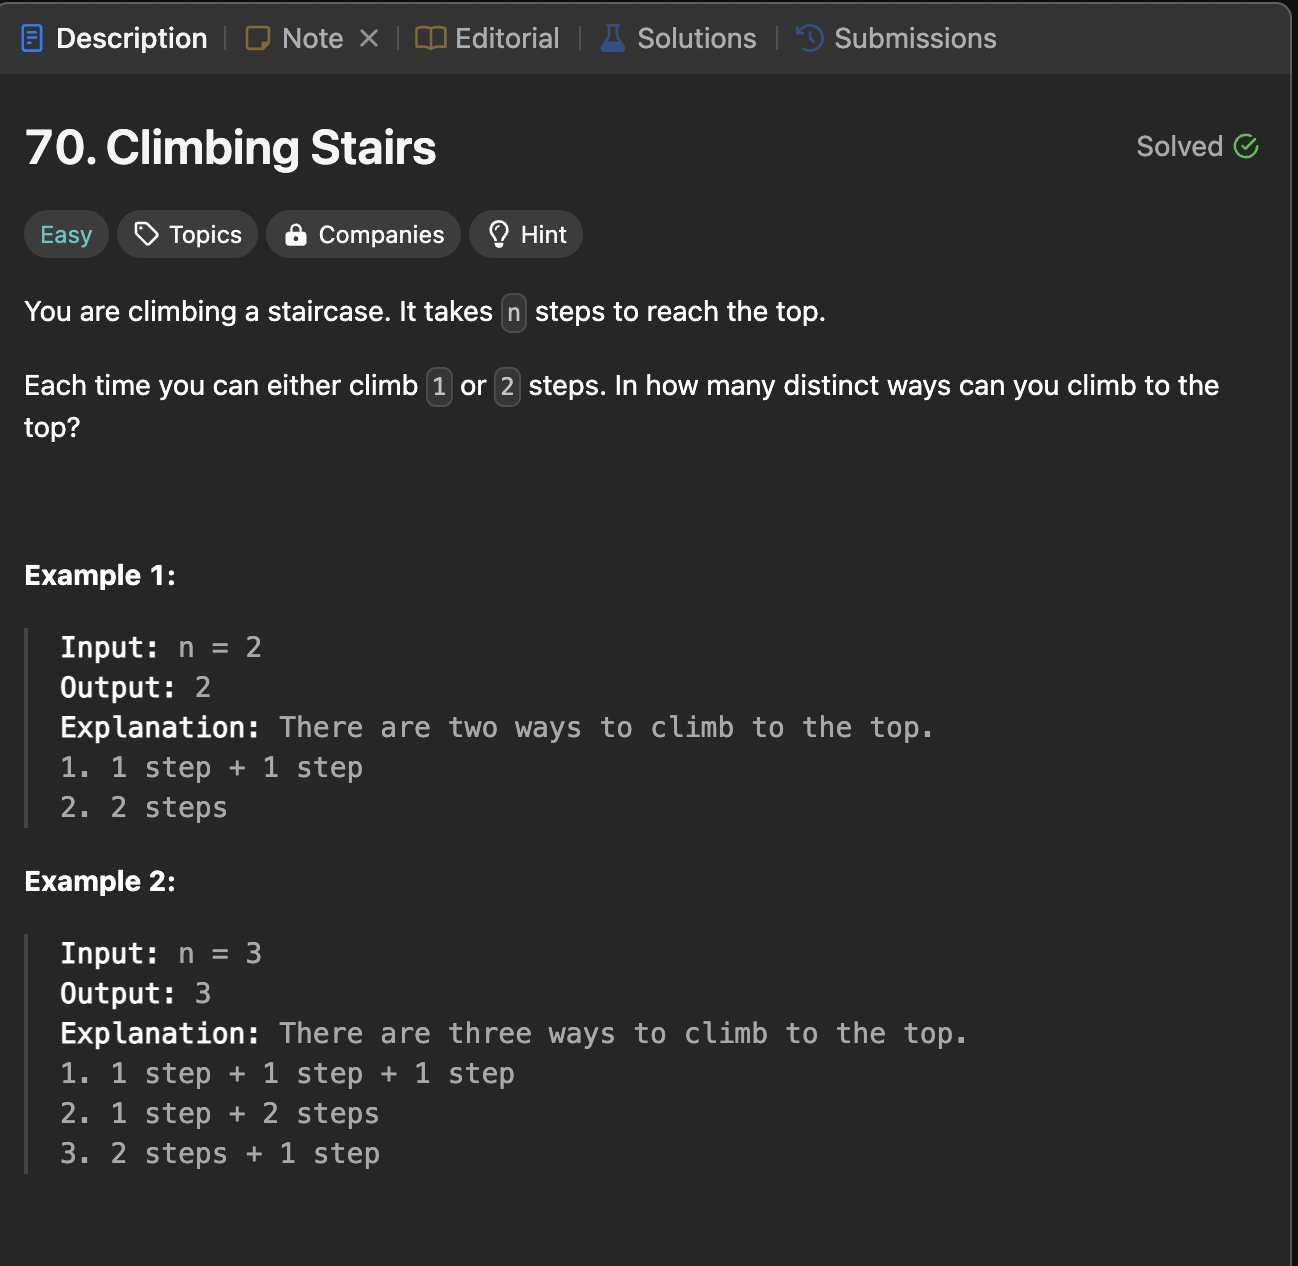 Description | Note × | Editorial | Solutions | Submissions
70. Climbing Stairs Solved
Easy Topics Companies Hint
You are climbing a staircase. It takes n steps to reach the top.
Each time you can either climb 1 or 2 steps. In how many distinct ways can you climb to the
top?
Example 1:
Input: n = 2
Output: 2
Explanation: There are two ways to climb to the top.
1. 1 step + 1 step
2. 2 steps
Example 2:
Input: n = 3
Output: 3
Explanation: There are three ways to climb to the top.
1. 1 step + 1 step + 1 step
2. 1 step + 2 steps
3. 2 steps + 1 step